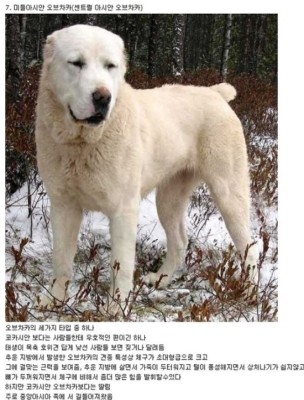 7. 미들아시안 오브차카(센트럴 아시안 오브차카)
오브차카의 세가지 타입 중 하나
코카시안 보다는 사람들한테 우호적인 편이긴 하나
태생이 목축 호위견 답게 낯선 사람들 보면 짖거나 달려듬
추운 지방에서 발생한 오브차카의 견종 특성상 체구가 초대형급으로 크고
그에 걸맞는 근력을 보여줌, 추운 지방에 살면서 가죽이 두터워지고 털이 풍성해지면서 상처나기가 쉽지않고
뼈가 두꺼워지면서 체구에 비해서 좀더 많은 힘을 발휘할수있다
하지만 코카시안 오브차카보다는 딸림
주로 중앙아시아 쪽에 서 길들여져왔음